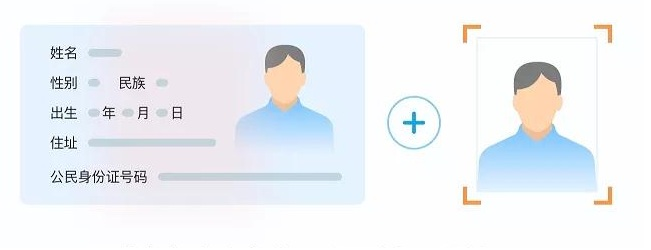 姓名
性别 民族
出生 年 月 日
住址
公民身份证号码